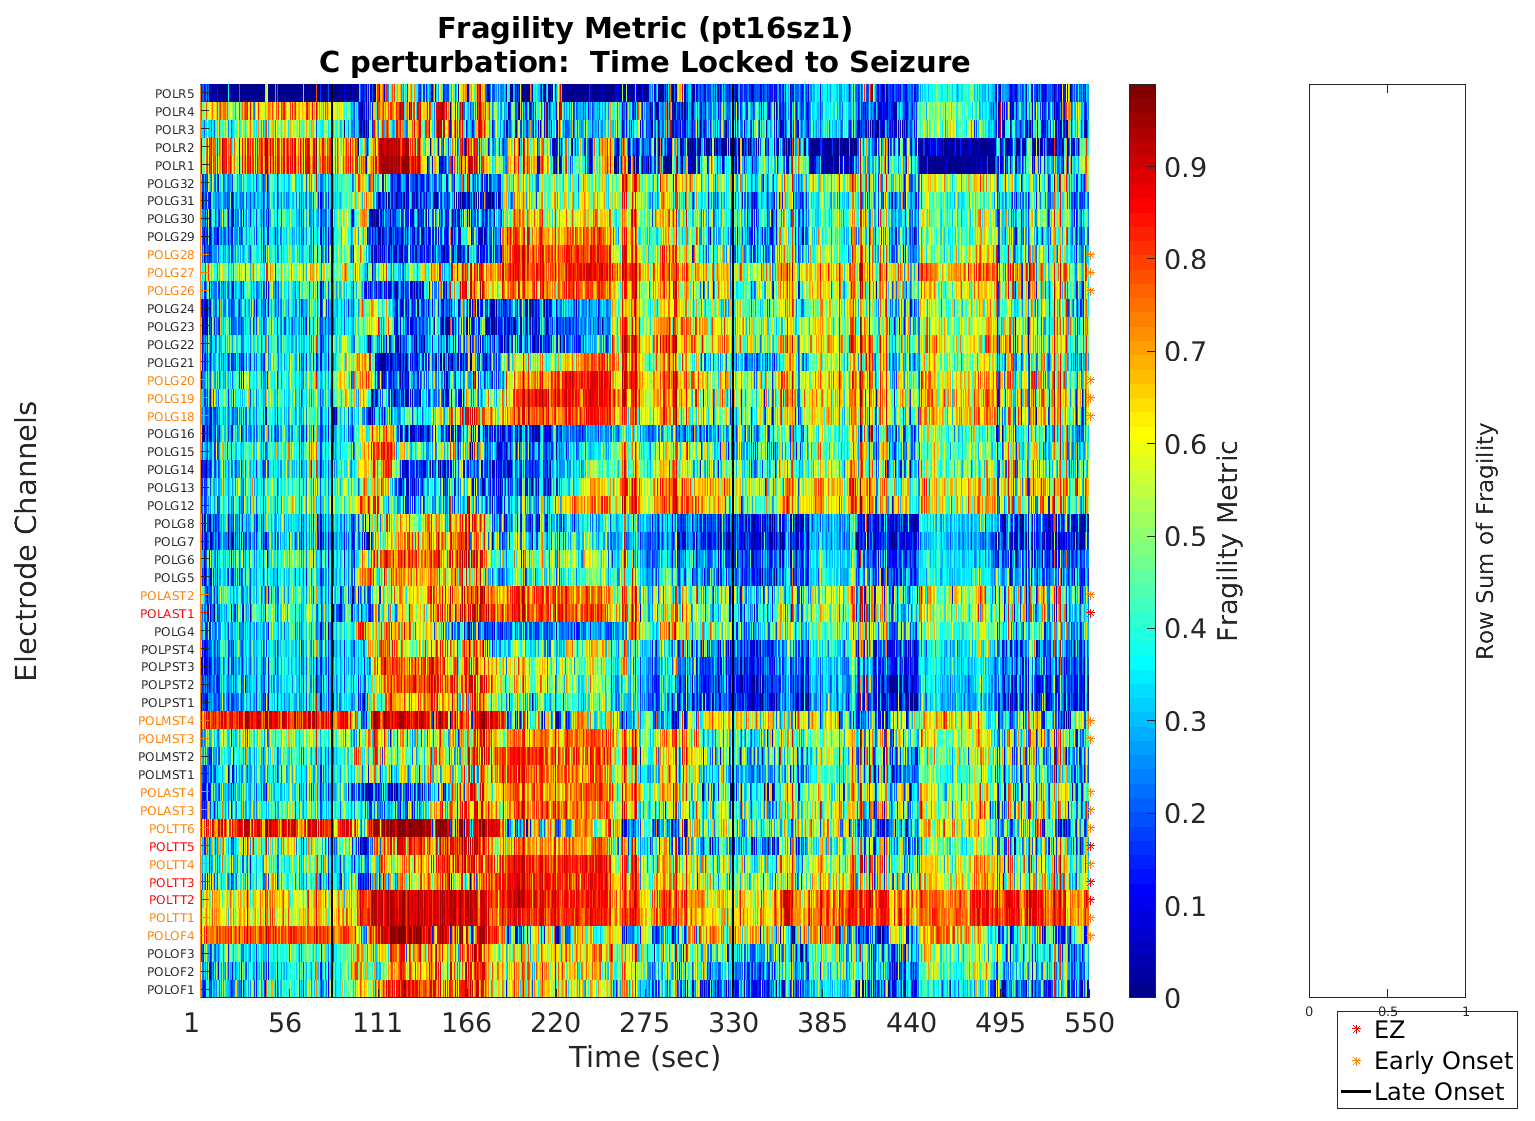 Fragility Metric (pt16sz1)
C perturbation:  Time Locked to Seizure
Electrode Channels
POLR5
POLR4
POLR3
POLR2
POLR1
POLG32
POLG31
POLG30
POLG29
POLG28
POLG27
POLG26
POLG24
POLG23
POLG22
POLG21
POLG20
POLG19
POLG18
POLG16
POLG15
POLG14
POLG13
POLG12
POLG8
POLG7
POLG6
POLG5
POLAST2
POLAST1
POLG4
POLPST4
POLPST3
POLPST2
POLPST1
POLMST4
POLMST3
POLMST2
POLMST1
POLAST4
POLAST3
POLTT6
POLTT5
POLTT4
POLTT3
POLTT2
POLTT1
POLOF4
POLOF3
POLOF2
POLOF1
1 56 111 166 220 275 330 385 440 495 550
Time (sec)
0.9
0.8
0.7
0.6
0.5
0.4
0.3
0.2
0.1
0
Fragility Metric
Row Sum of Fragility
0 0.5 1
EZ
Early Onset
Late Onset